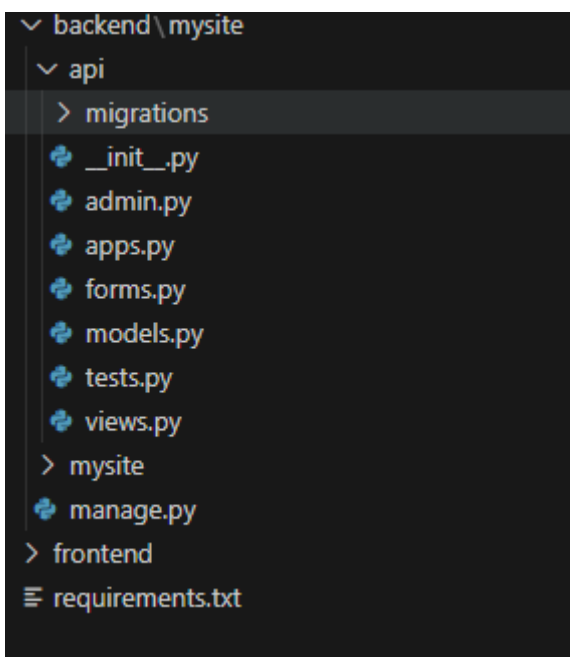 backend\mysite
api
migrations
__init__.py
admin.py
apps.py
forms.py
models.py
tests.py
views.py
mysite
manage.py
frontend
requirements.txt